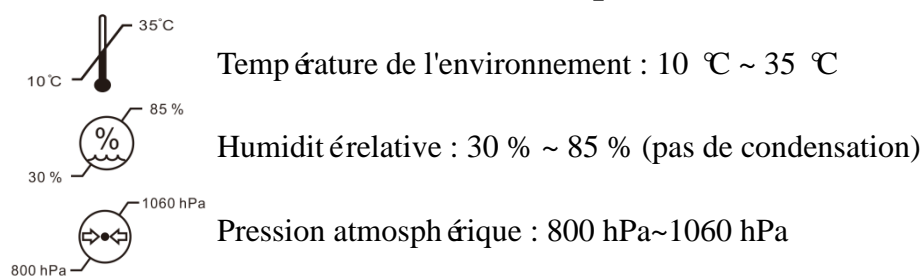 35℃
10℃
Température de l'environnement : 10 ℃ ~ 35 ℃
85 %
%
30 %
Humidité relative : 30 % ~ 85 % (pas de condensation)
1060 hPa
800 hPa
Pression atmosphérique : 800 hPa~1060 hPa